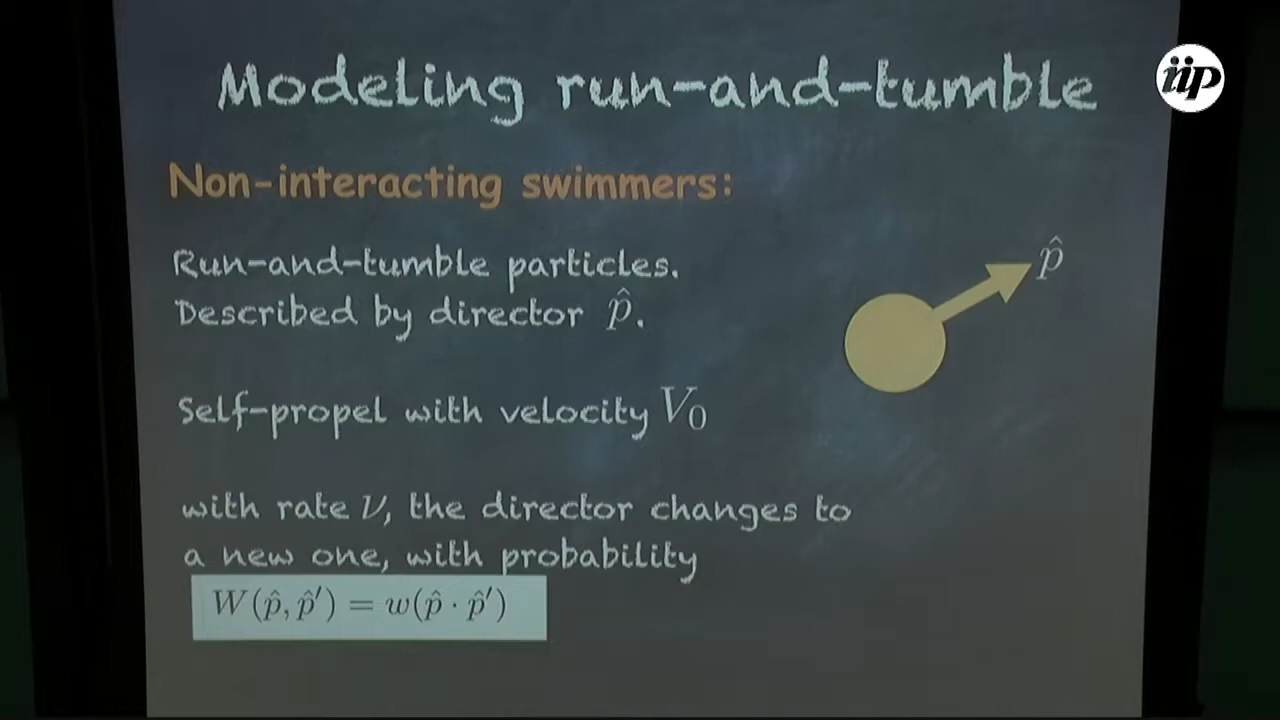 Modeling run-and-tumble
iip
Non-interacting swimmers:
Run-and-tumble particles.
Described by director p̂.
p̂
Self-propel with velocity V₀
with rate ν, the director changes to
a new one, with probability
W(p̂, p̂′) = w(p̂ · p̂′)